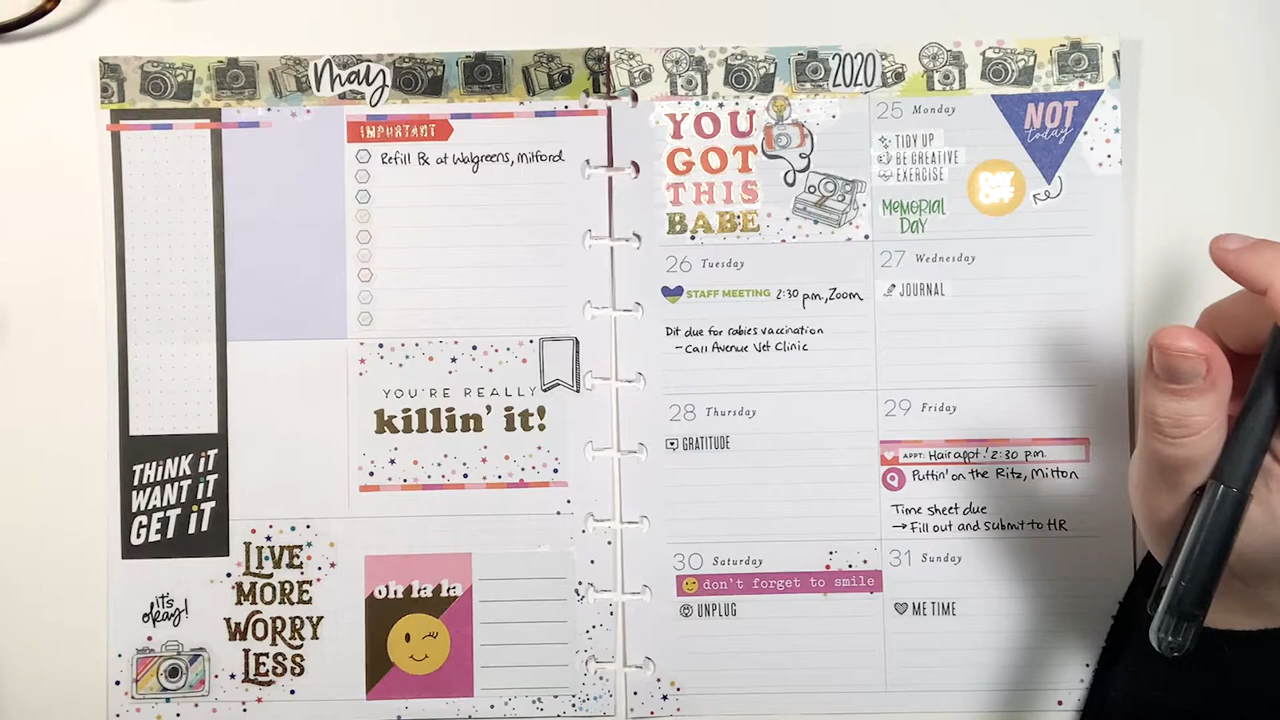 May
IMPORTANT
Refill Rx at Walgreens, Milford
YOU'RE REALLY
killin' it!
THiNK iT
WANT iT
GET iT
LIVE
MORE
WORRY
LESS
it's
okay!
oh la la
2020
YOU
GOT
THIS
BABE
25 Monday
TIDY UP
BE CREATIVE
EXERCISE
MEMORIAL
DAY
DAY
OFF
NOT
today
26 Tuesday
STAFF MEETING 2:30 p.m., Zoom
Dit due for rabies vaccination
- Call Avenue Vet Clinic
27 Wednesday
JOURNAL
28 Thursday
GRATITUDE
29 Friday
APPT: Hair appt! 2:30 p.m.
Puttin' on the Ritz, Milton
Time sheet due
→ Fill out and submit to HR
30 Saturday
don't forget to smile
UNPLUG
31 Sunday
ME TIME